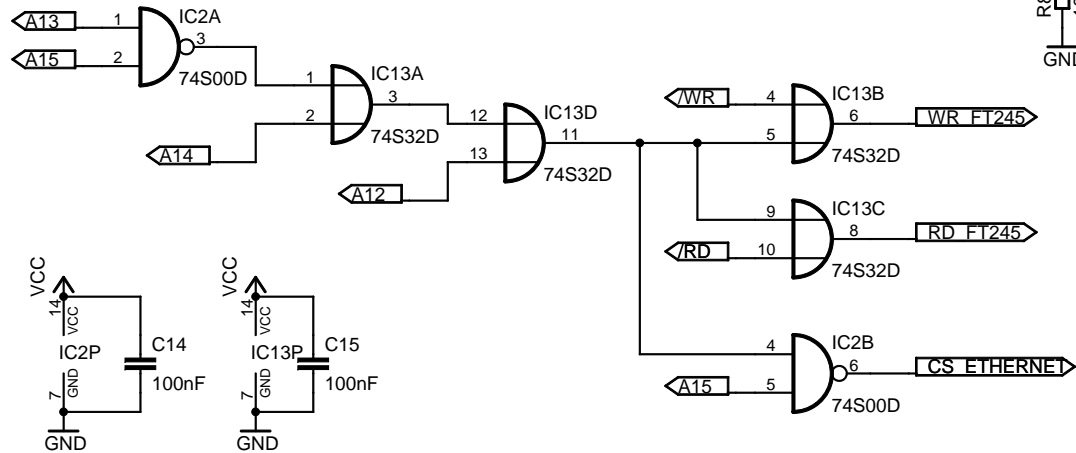 A13
1
IC2A
3
A15
2
74S00D
1
IC13A
3
2
74S32D
A14
12
IC13D
11
13
74S32D
A12
/WR
4
IC13B
6
WR_FT245
5
74S32D
9
IC13C
8
RD_FT245
/RD
10
74S32D
4
IC2B
6
CS_ETHERNET
A15
5
74S00D
VCC
14
VCC
IC2P
C14
100nF
7
GND
GND
VCC
14
VCC
IC13P
C15
100nF
7
GND
GND
GND